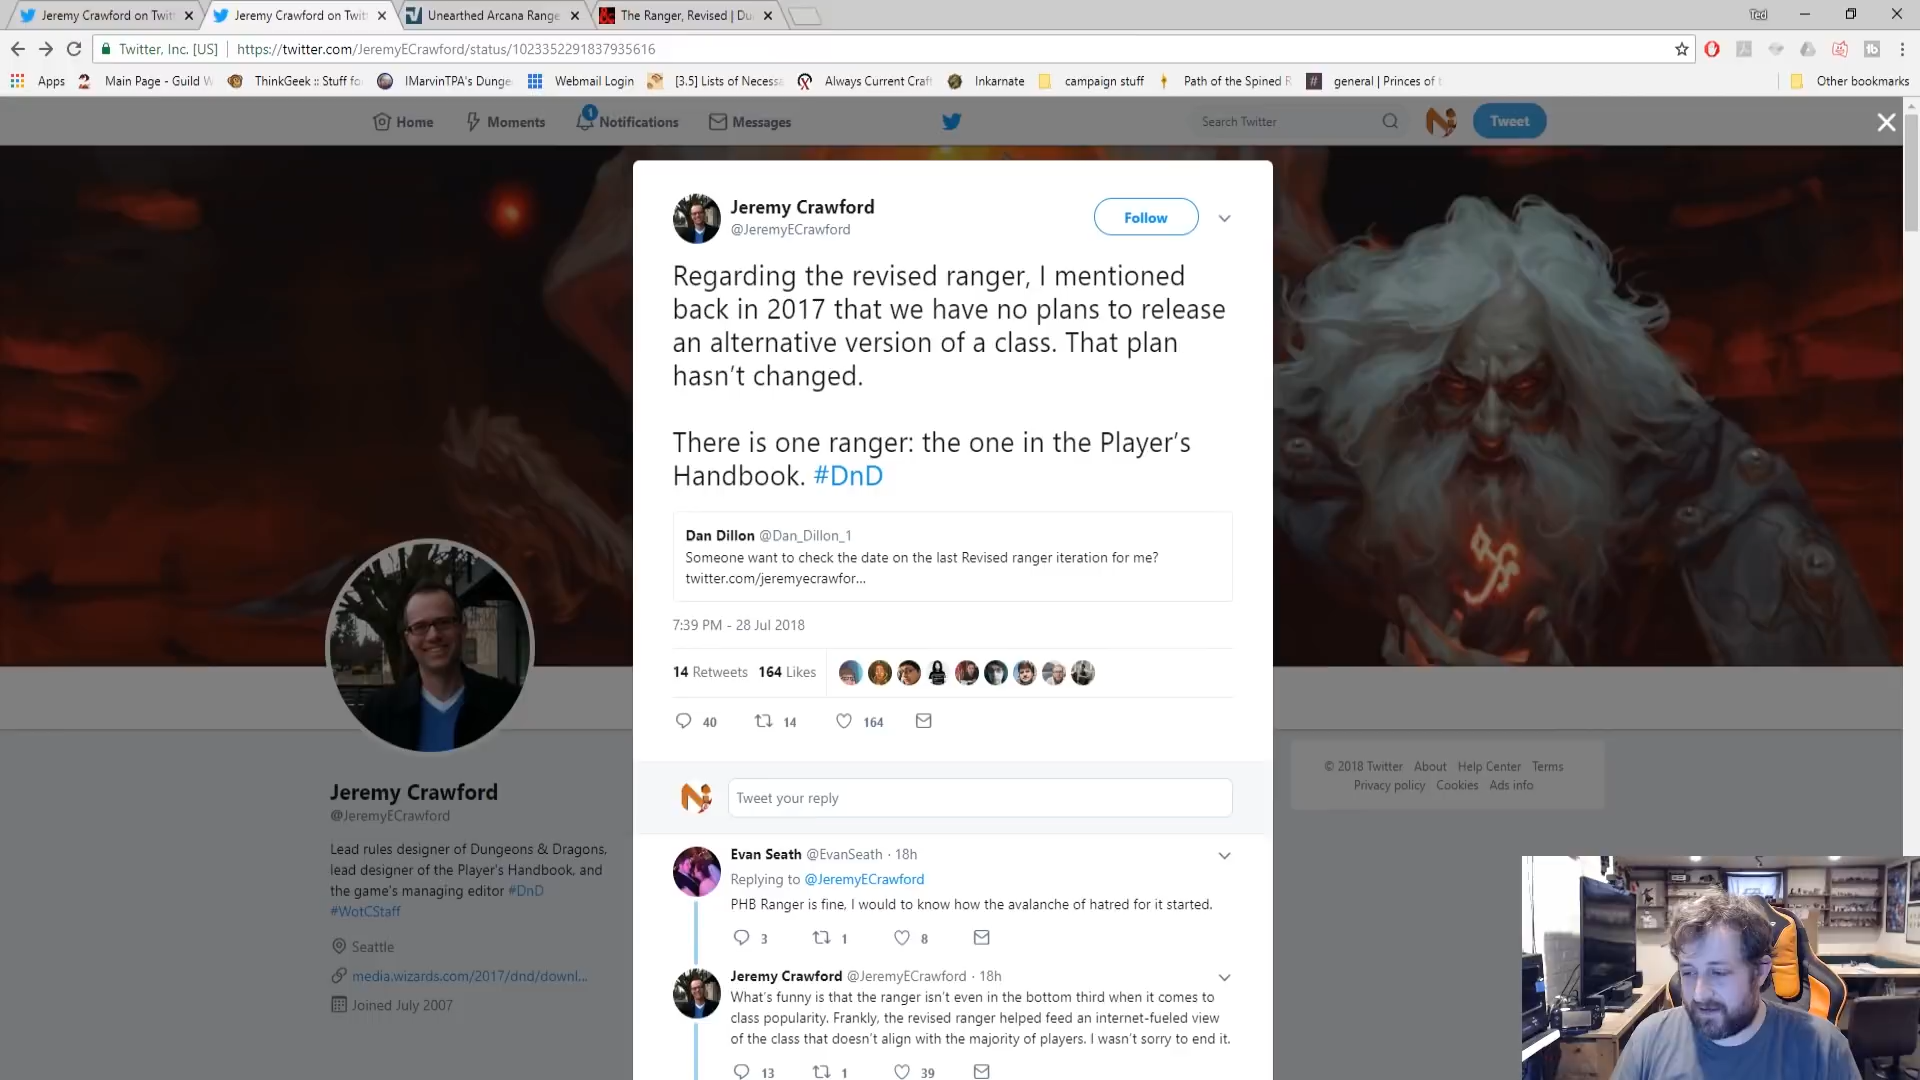 Jeremy Crawford on Twit
Jeremy Crawford on Twit
Unearthed Arcana Range
The Ranger, Revised | Du
Ted
Twitter, Inc. [US]
https://twitter.com/JeremyECrawford/status/1023352291837935616
Apps
Main Page - Guild W
ThinkGeek :: Stuff fo
IMarvinTPA's Dunge
Webmail Login
[3.5] Lists of Necess
Always Current Craf
Inkarnate
campaign stuff
Path of the Spined R
general | Princes of t
Other bookmarks
Home
Moments
1
Notifications
Messages
Search Twitter
Tweet
Jeremy Crawford
@JeremyECrawford
Follow
Regarding the revised ranger, I mentioned
back in 2017 that we have no plans to release
an alternative version of a class. That plan
hasn't changed.
There is one ranger: the one in the Player's
Handbook. #DnD
Dan Dillon @Dan_Dillon_1
Someone want to check the date on the last Revised ranger iteration for me?
twitter.com/jeremyecrawfor...
7:39 PM - 28 Jul 2018
14 Retweets 164 Likes
40 14 164
Tweet your reply
Evan Seath @EvanSeath · 18h
Replying to @JeremyECrawford
PHB Ranger is fine, I would to know how the avalanche of hatred for it started.
3 1 8
Jeremy Crawford @JeremyECrawford · 18h
What's funny is that the ranger isn't even in the bottom third when it comes to
class popularity. Frankly, the revised ranger helped feed an internet-fueled view
of the class that doesn't align with the majority of players. I wasn't sorry to end it.
13 1 39
Jeremy Crawford
@JeremyECrawford
Lead rules designer of Dungeons & Dragons,
lead designer of the Player's Handbook, and
the game's managing editor #DnD
#WotCStaff
Seattle
media.wizards.com/2017/dnd/downl...
Joined July 2007
© 2018 Twitter About Help Center Terms
Privacy policy Cookies Ads info